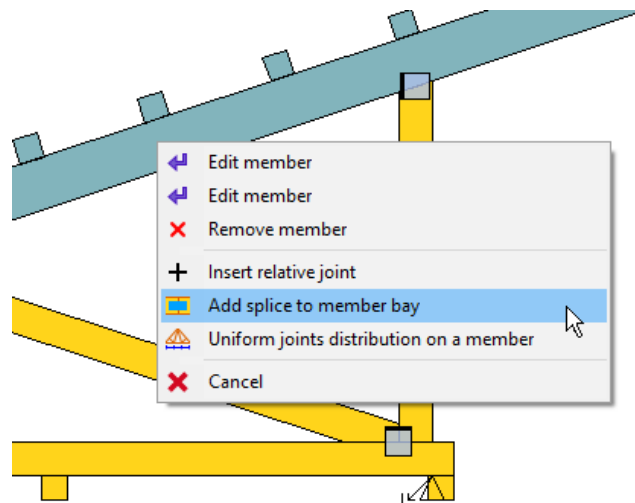 Edit member
Edit member
Remove member
Insert relative joint
Add splice to member bay
Uniform joints distribution on a member
Cancel